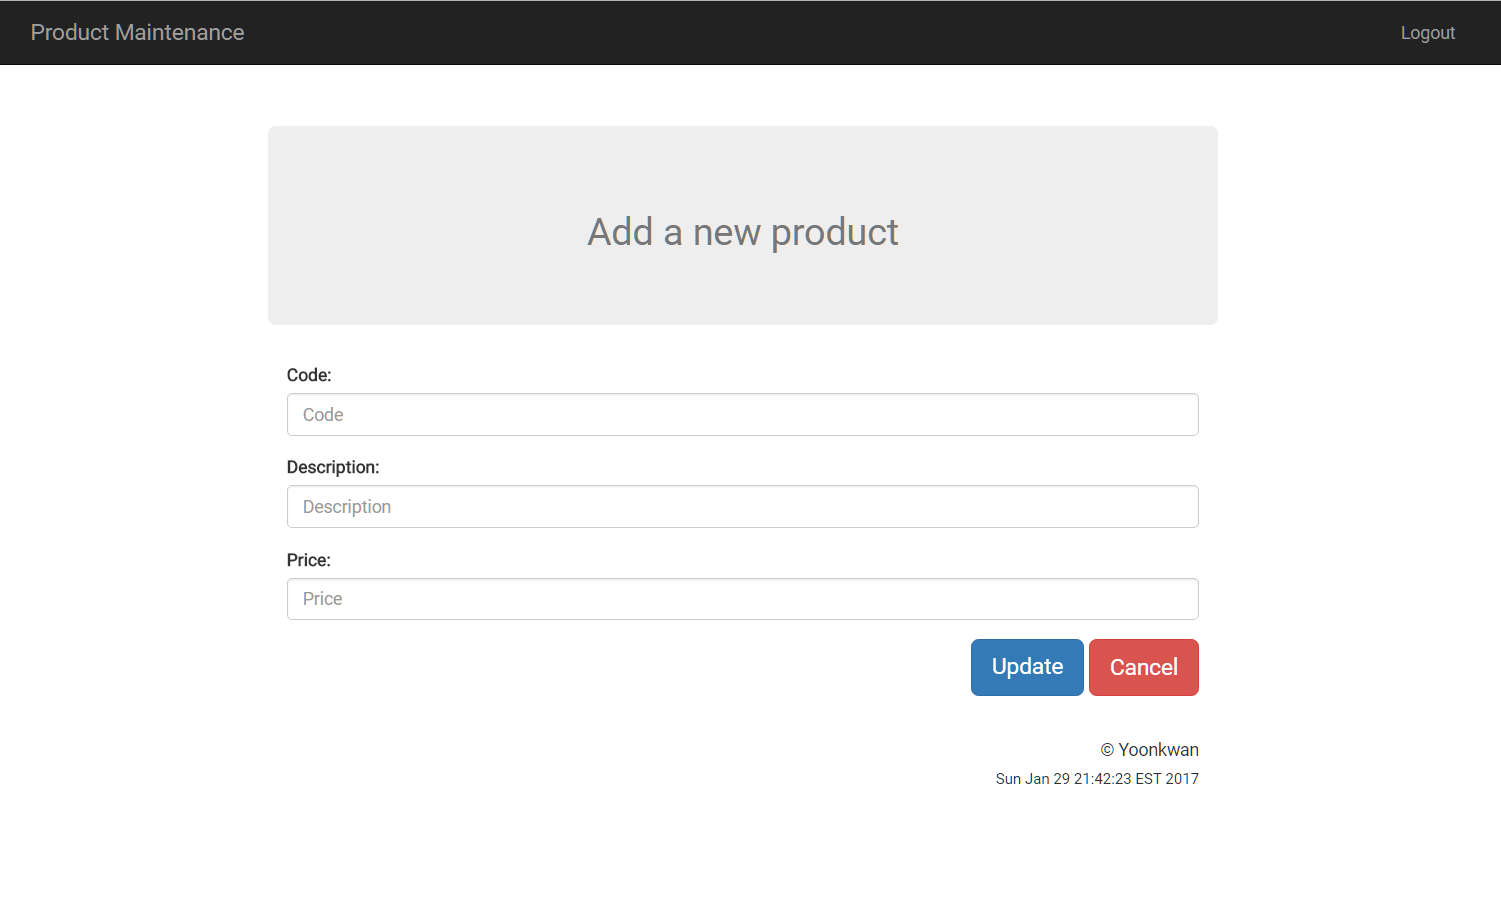 Product Maintenance
Logout
Add a new product
Code:
Code
Description:
Description
Price:
Price
Update
Cancel
© Yoonkwan
Sun Jan 29 21:42:23 EST 2017